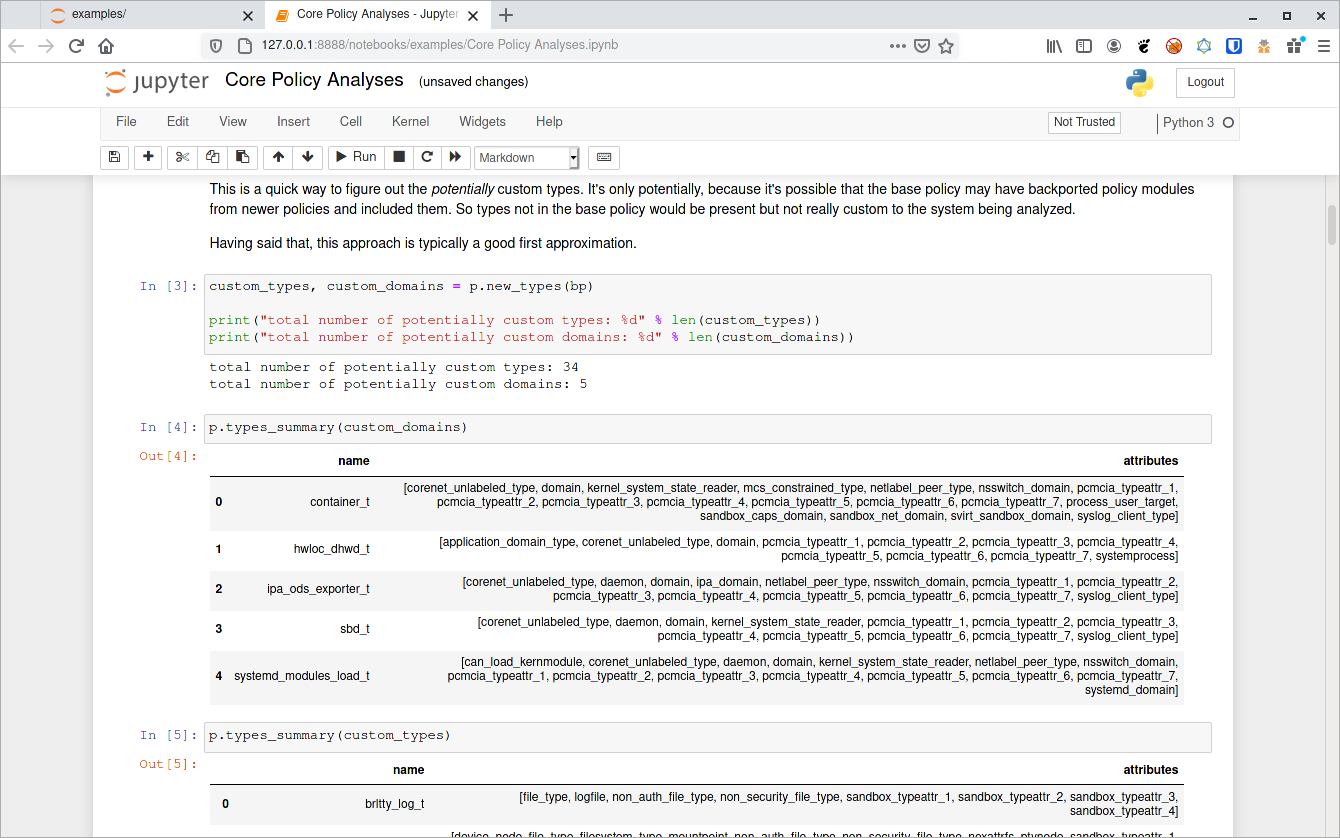 examples/
Core Policy Analyses - Jupyter
127.0.0.1:8888/notebooks/examples/Core Policy Analyses.ipynb
jupyter Core Policy Analyses (unsaved changes)
Logout
File Edit View Insert Cell Kernel Widgets Help
Not Trusted
Python 3
Run
Markdown
This is a quick way to figure out the potentially custom types. It's only potentially, because it's possible that the base policy may have backported policy modules
from newer policies and included them. So types not in the base policy would be present but not really custom to the system being analyzed.
Having said that, this approach is typically a good first approximation.
In [3]: custom_types, custom_domains = p.new_types(bp)
print("total number of potentially custom types: %d" % len(custom_types))
print("total number of potentially custom domains: %d" % len(custom_domains))
total number of potentially custom types: 34
total number of potentially custom domains: 5
In [4]: p.types_summary(custom_domains)
Out[4]:
name attributes
0 container_t [corenet_unlabeled_type, domain, kernel_system_state_reader, mcs_constrained_type, netlabel_peer_type, nsswitch_domain, pcmcia_typeattr_1,
pcmcia_typeattr_2, pcmcia_typeattr_3, pcmcia_typeattr_4, pcmcia_typeattr_5, pcmcia_typeattr_6, pcmcia_typeattr_7, process_user_target,
sandbox_caps_domain, sandbox_net_domain, svirt_sandbox_domain, syslog_client_type]
1 hwloc_dhwd_t [application_domain_type, corenet_unlabeled_type, domain, pcmcia_typeattr_1, pcmcia_typeattr_2, pcmcia_typeattr_3, pcmcia_typeattr_4,
pcmcia_typeattr_5, pcmcia_typeattr_6, pcmcia_typeattr_7, systemprocess]
2 ipa_ods_exporter_t [corenet_unlabeled_type, daemon, domain, ipa_domain, netlabel_peer_type, nsswitch_domain, pcmcia_typeattr_1, pcmcia_typeattr_2,
pcmcia_typeattr_3, pcmcia_typeattr_4, pcmcia_typeattr_5, pcmcia_typeattr_6, pcmcia_typeattr_7, syslog_client_type]
3 sbd_t [corenet_unlabeled_type, daemon, domain, kernel_system_state_reader, pcmcia_typeattr_1, pcmcia_typeattr_2, pcmcia_typeattr_3,
pcmcia_typeattr_4, pcmcia_typeattr_5, pcmcia_typeattr_6, pcmcia_typeattr_7, syslog_client_type]
4 systemd_modules_load_t [can_load_kernmodule, corenet_unlabeled_type, daemon, domain, kernel_system_state_reader, netlabel_peer_type, nsswitch_domain,
pcmcia_typeattr_1, pcmcia_typeattr_2, pcmcia_typeattr_3, pcmcia_typeattr_4, pcmcia_typeattr_5, pcmcia_typeattr_6, pcmcia_typeattr_7,
systemd_domain]
In [5]: p.types_summary(custom_types)
Out[5]:
name attributes
0 brltty_log_t [file_type, logfile, non_auth_file_type, non_security_file_type, sandbox_typeattr_1, sandbox_typeattr_2, sandbox_typeattr_3,
sandbox_typeattr_4]
[device_node, file_type, filesystem_type, mountpoint, non_auth_file_type, non_security_file_type, noxattrfs, ptynode, sandbox_typeattr_1,